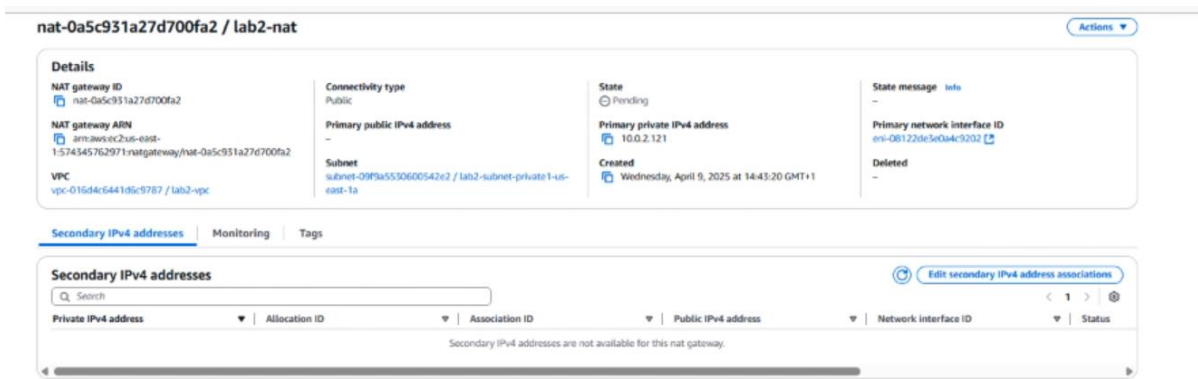 nat-0a5c931a27d700fa2 / lab2-nat
Actions
Details
NAT gateway ID
nat-0a5c931a27d700fa2
Connectivity type
Public
State
Pending
State message Info
–
NAT gateway ARN
arn:aws:ec2:us-east-
1:574345762971:natgateway/nat-0a5c931a27d700fa2
Primary public IPv4 address
–
Primary private IPv4 address
10.0.2.121
Primary network interface ID
eni-08122de3e0a4c9202
VPC
vpc-016d4c6441d6c9787 / lab2-vpc
Subnet
subnet-09f9a5530600542e2 / lab2-subnet-private1-us-
east-1a
Created
Wednesday, April 9, 2025 at 14:43:20 GMT+1
Deleted
–
Secondary IPv4 addresses
Monitoring
Tags
Secondary IPv4 addresses
Edit secondary IPv4 address associations
Search
1
Private IPv4 address
Allocation ID
Association ID
Public IPv4 address
Network interface ID
Status
Secondary IPv4 addresses are not available for this nat gateway.